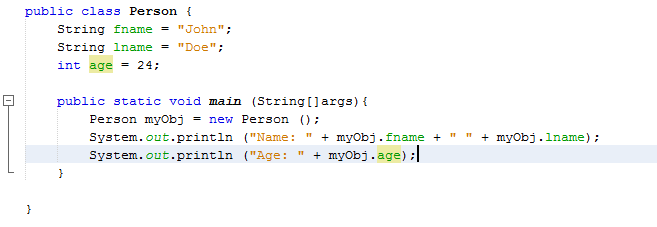 public class Person {
String fname = "John";
String lname = "Doe";
int age = 24;
public static void main (String[]args){
Person myObj = new Person ();
System.out.println ("Name: " + myObj.fname + " " + myObj.lname);
System.out.println ("Age: " + myObj.age);
}
}